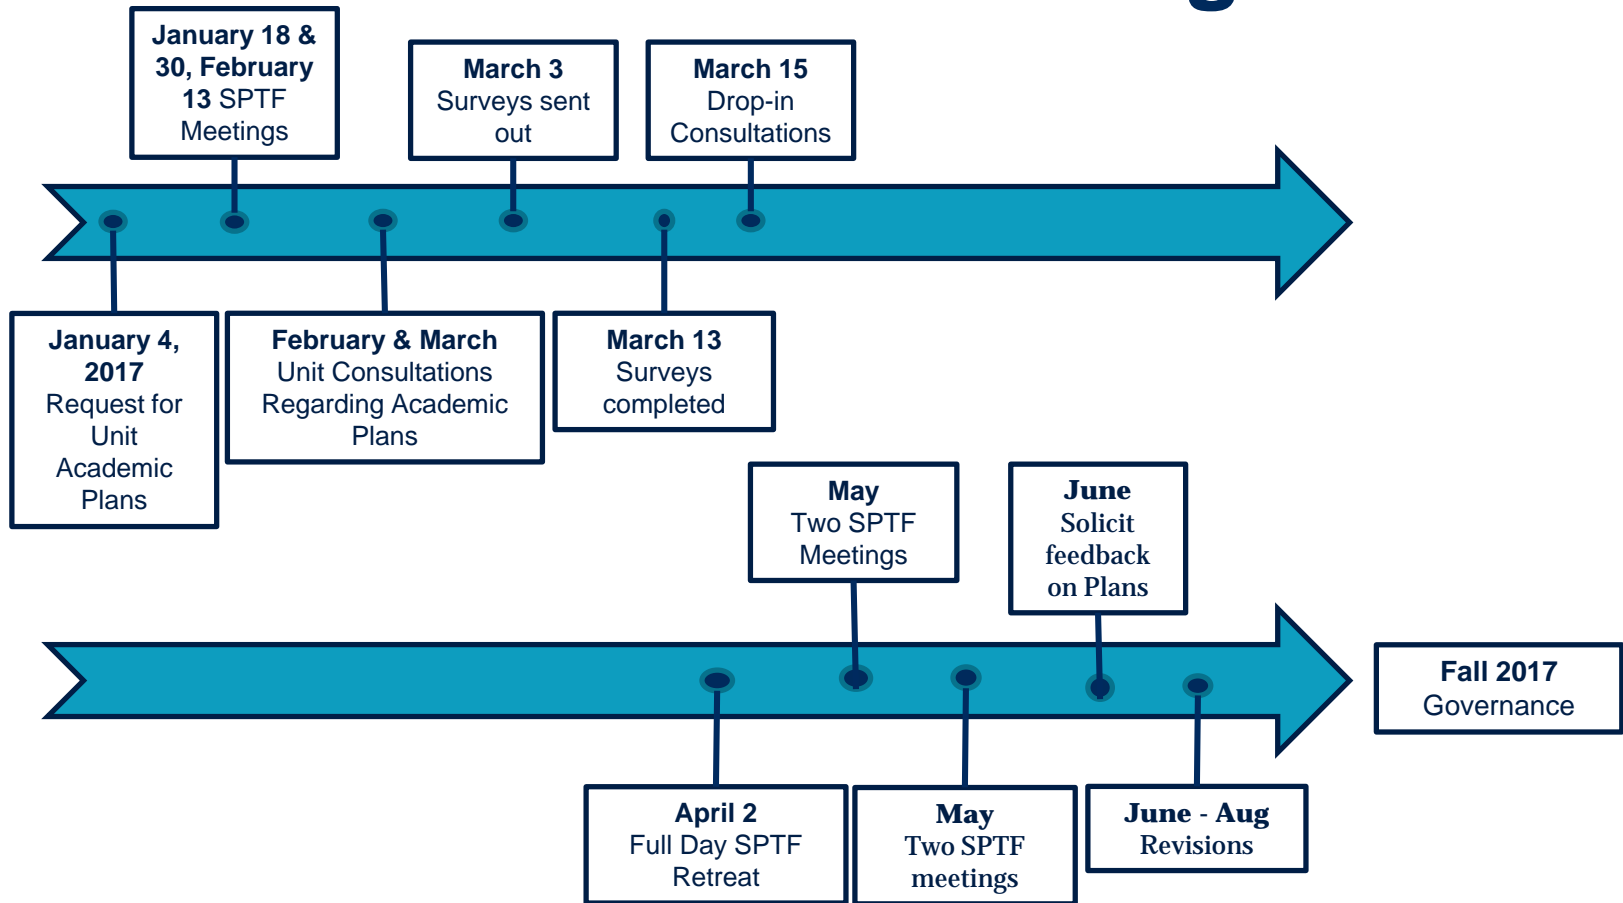 January 18 &
30, February
13 SPTF
Meetings
March 3
Surveys sent
out
March 15
Drop-in
Consultations
January 4,
2017
Request for
Unit
Academic
Plans
February & March
Unit Consultations
Regarding Academic
Plans
March 13
Surveys
completed
May
Two SPTF
Meetings
June
Solicit
feedback
on Plans
April 2
Full Day SPTF
Retreat
May
Two SPTF
meetings
June - Aug
Revisions
Fall 2017
Governance